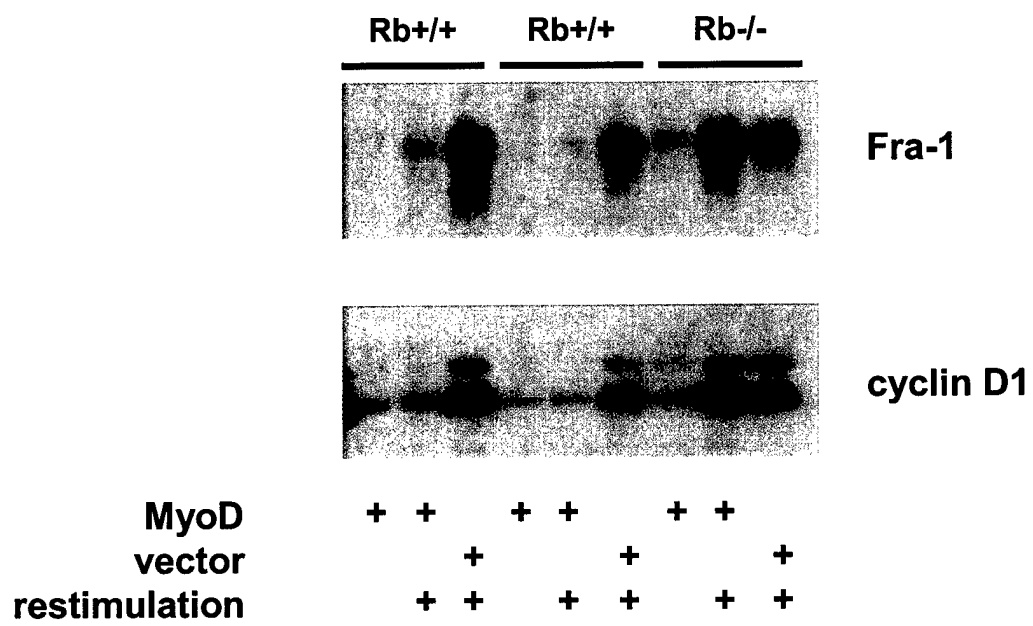 Rb+/+ Rb+/+ Rb-/-
Fra-1
cyclin D1
MyoD + + + + + +
vector + + +
restimulation + + + + + +